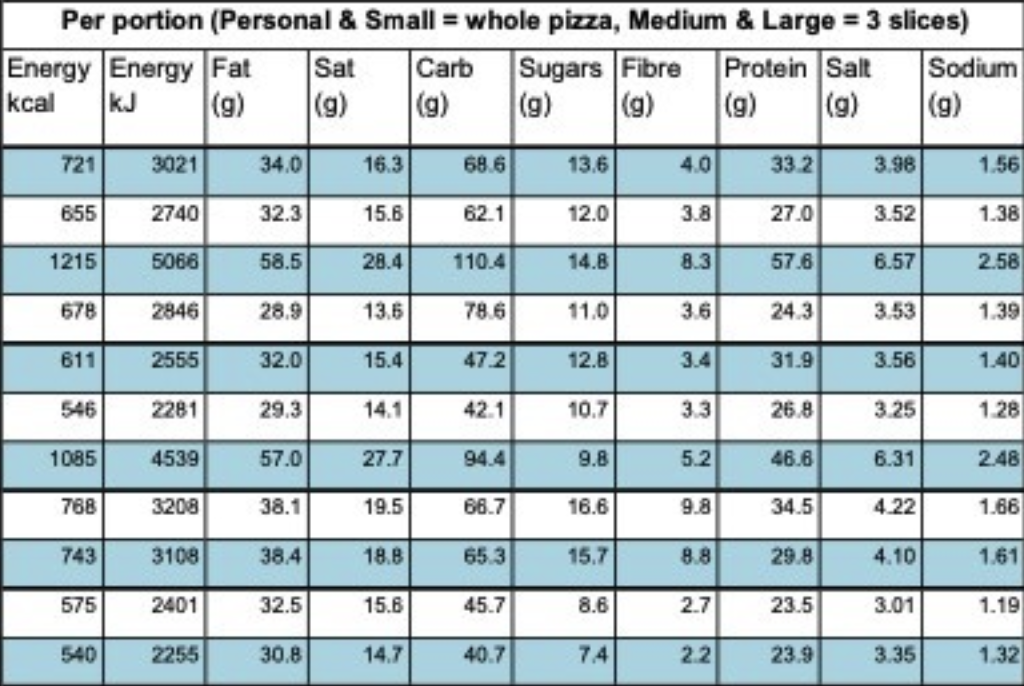 Per portion (Personal & Small = whole pizza, Medium & Large = 3 slices)
Energy kcal Energy kJ Fat (g) Sat (g) Carb (g) Sugars (g) Fibre (g) Protein (g) Salt (g) Sodium (g)
721 3021 34.0 16.3 68.6 13.6 4.0 33.2 3.98 1.56
655 2740 32.3 15.6 62.1 12.0 3.8 27.0 3.52 1.38
1215 5066 58.5 28.4 110.4 14.8 8.3 57.6 6.57 2.58
678 2846 28.9 13.6 78.6 11.0 3.6 24.3 3.53 1.39
611 2555 32.0 15.4 47.2 12.8 3.4 31.9 3.56 1.40
546 2281 29.3 14.1 42.1 10.7 3.3 26.8 3.25 1.28
1085 4539 57.0 27.7 94.4 9.8 5.2 46.6 6.31 2.48
768 3208 38.1 19.5 66.7 16.6 9.8 34.5 4.22 1.66
743 3108 38.4 18.8 65.3 15.7 8.8 29.8 4.10 1.61
575 2401 32.5 15.6 45.7 8.6 2.7 23.5 3.01 1.19
540 2255 30.8 14.7 40.7 7.4 2.2 23.9 3.35 1.32